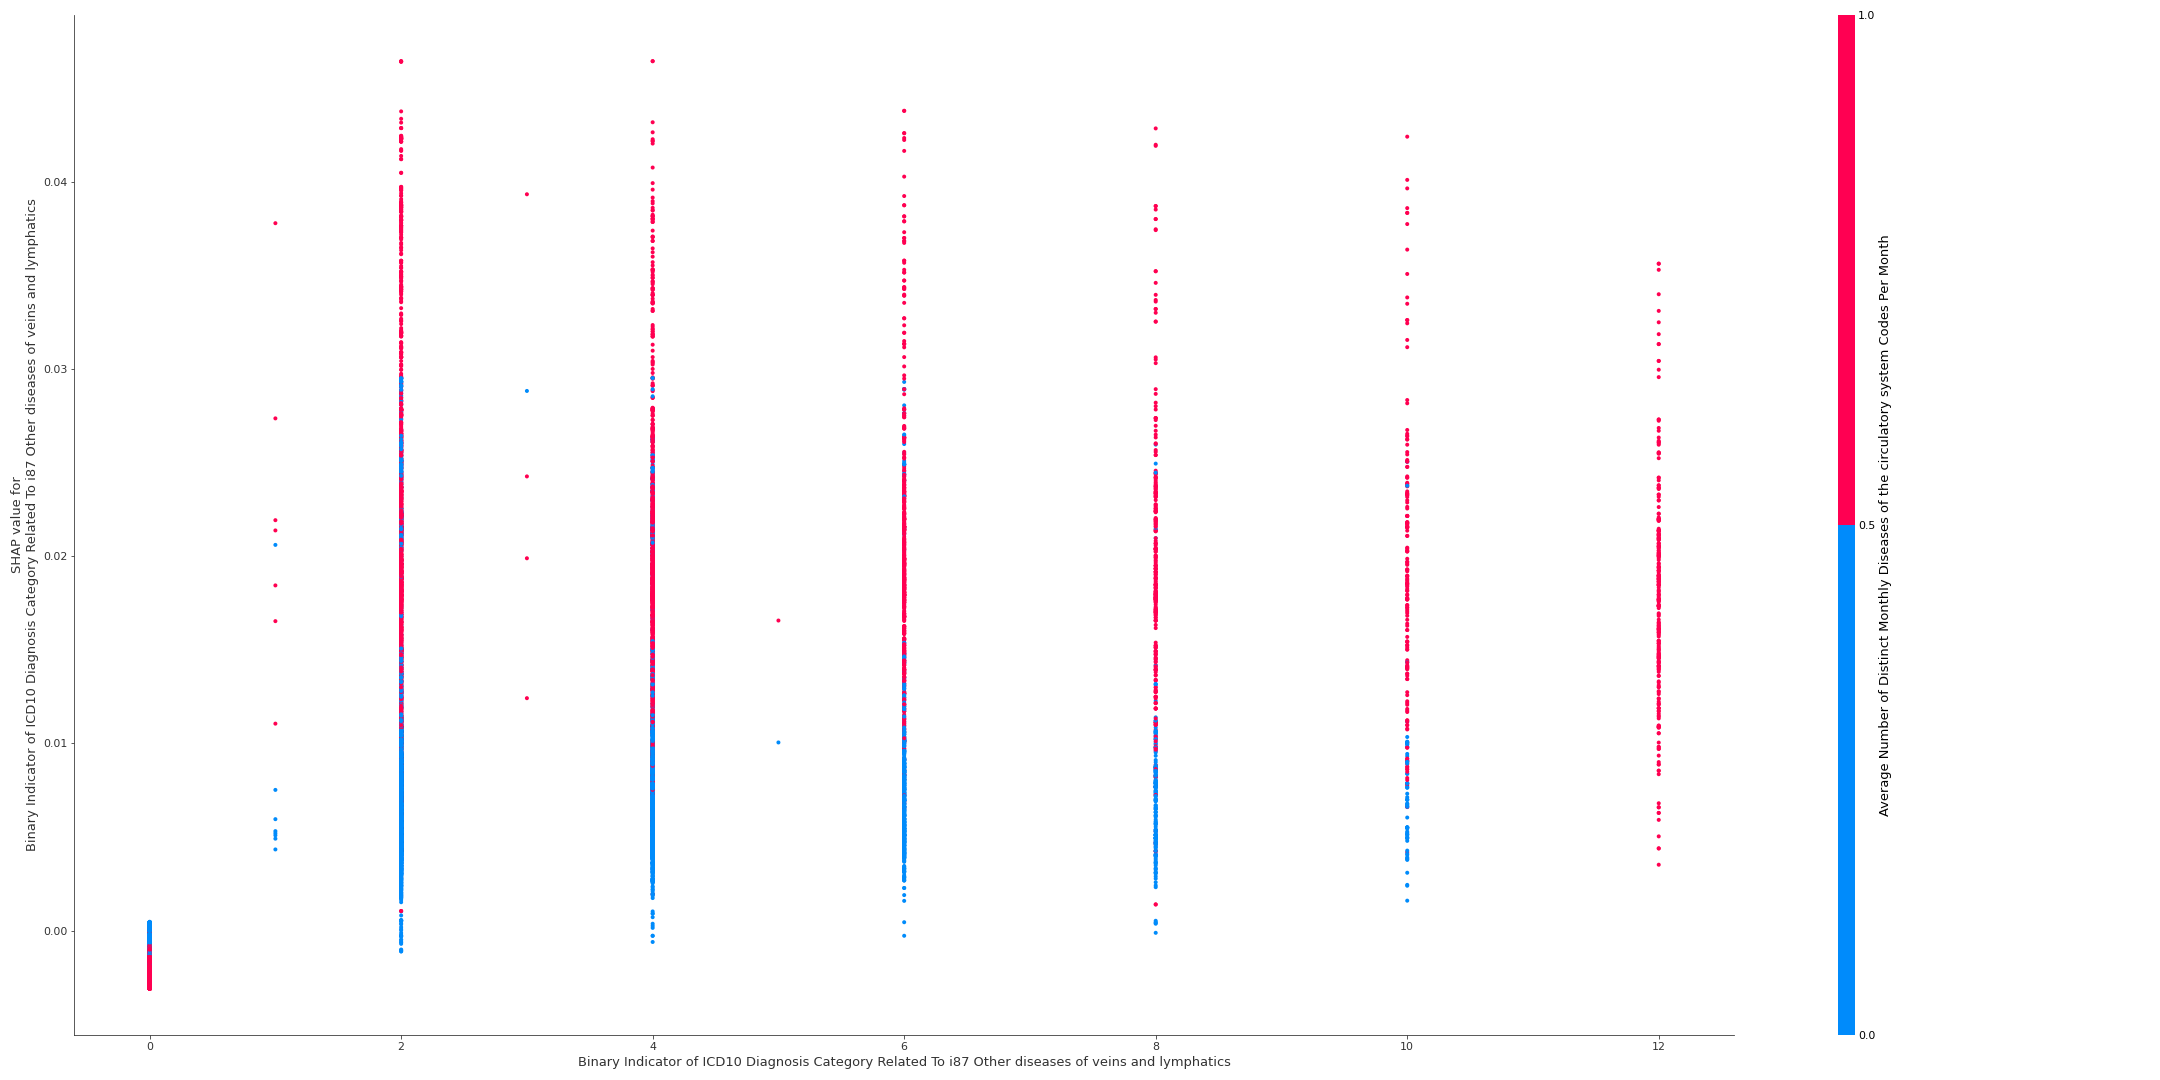 SHAP value for
Binary Indicator of ICD10 Diagnosis Category Related To i87 Other diseases of veins and lymphatics
0.04
0.03
0.02
0.01
0.00
0 2 4 6 8 10 12
Binary Indicator of ICD10 Diagnosis Category Related To i87 Other diseases of veins and lymphatics
1.0
0.5
0.0
Average Number of Distinct Monthly Diseases of the circulatory system Codes Per Month